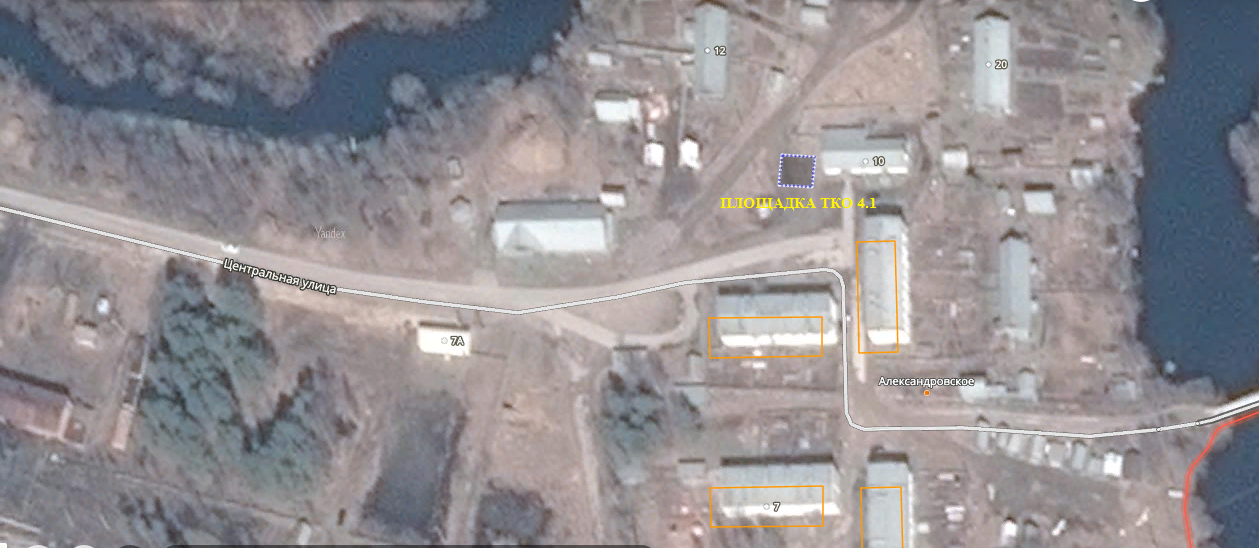 12
20
10
ПЛОЩАДКА ТКО 4.1
Yandex
Центральная улица
7А
Александровское
7